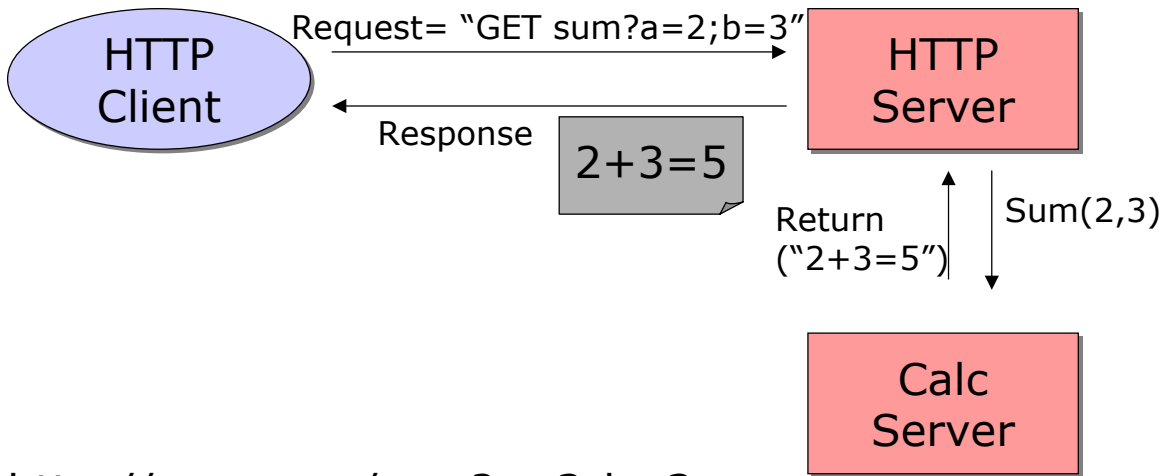 HTTP
Client
Request= “GET sum?a=2;b=3”
HTTP
Server
Response
2+3=5
Return
(“2+3=5”)
Sum(2,3)
Calc
Server